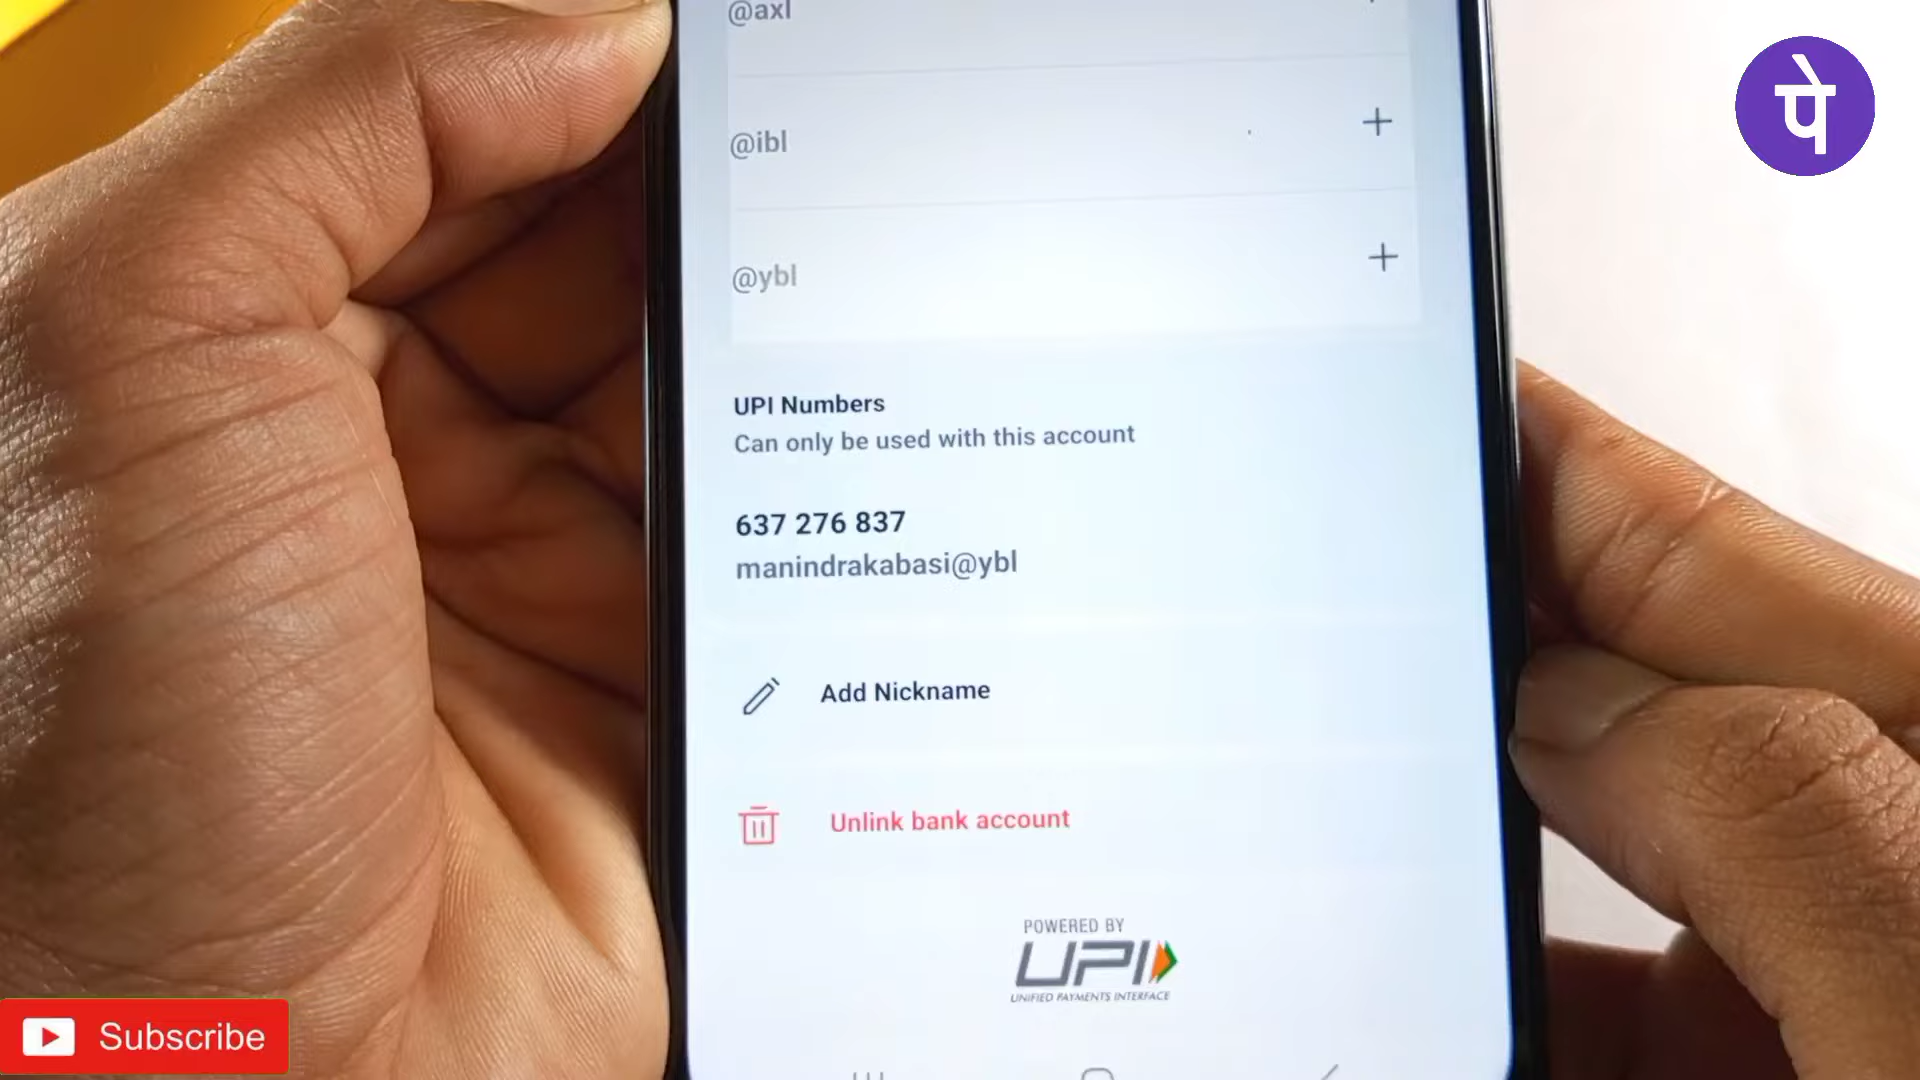 @axl
@ibl
@ybl
UPI Numbers
Can only be used with this account
637 276 837
manindrakabasi@ybl
Add Nickname
Unlink bank account
POWERED BY
UPI
UNIFIED PAYMENTS INTERFACE
पे
Subscribe